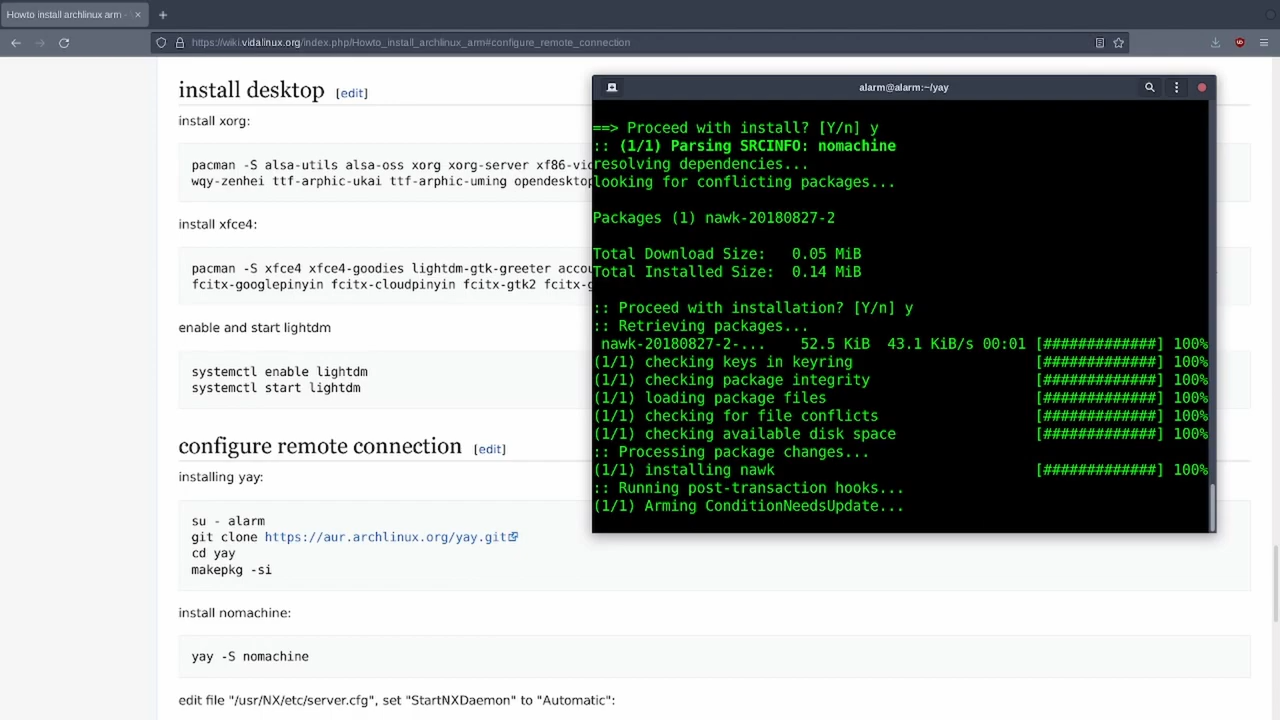 Howto install archlinux arm -
https://wiki.vidalinux.org/index.php/Howto_install_archlinux_arm#configure_remote_connection
install desktop [edit]
install xorg:
pacman -S alsa-utils alsa-oss xorg xorg-server xf86-vi
wqy-zenhei ttf-arphic-ukai ttf-arphic-uming opendesktop
install xfce4:
pacman -S xfce4 xfce4-goodies lightdm-gtk-greeter accou
fcitx-googlepinyin fcitx-cloudpinyin fcitx-gtk2 fcitx-g
enable and start lightdm
systemctl enable lightdm
systemctl start lightdm
configure remote connection [edit]
installing yay:
su - alarm
git clone https://aur.archlinux.org/yay.git
cd yay
makepkg -si
install nomachine:
yay -S nomachine
edit file "/usr/NX/etc/server.cfg", set "StartNXDaemon" to "Automatic":
alarm@alarm:~/yay
==> Proceed with install? [Y/n] y
:: (1/1) Parsing SRCINFO: nomachine
resolving dependencies...
looking for conflicting packages...
Packages (1) nawk-20180827-2
Total Download Size: 0.05 MiB
Total Installed Size: 0.14 MiB
:: Proceed with installation? [Y/n] y
:: Retrieving packages...
nawk-20180827-2-... 52.5 KiB 43.1 KiB/s 00:01 [#############] 100%
(1/1) checking keys in keyring [#############] 100%
(1/1) checking package integrity [#############] 100%
(1/1) loading package files [#############] 100%
(1/1) checking for file conflicts [#############] 100%
(1/1) checking available disk space [#############] 100%
:: Processing package changes...
(1/1) installing nawk [#############] 100%
:: Running post-transaction hooks...
(1/1) Arming ConditionNeedsUpdate...